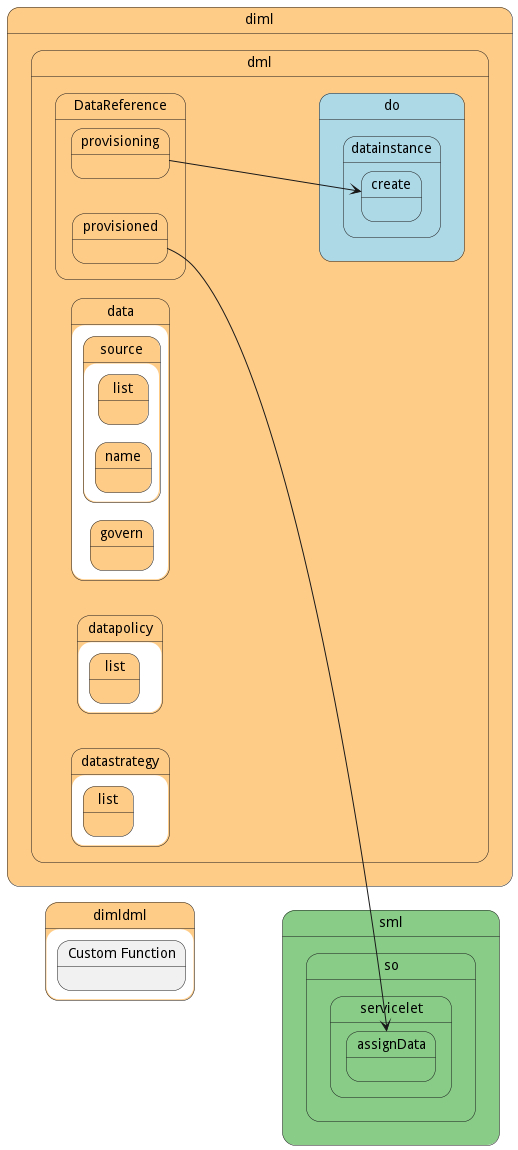 diml
dml
DataReference
do
provisioning
datainstance
create
provisioned
data
source
list
name
govern
datapolicy
list
datastrategy
list
dimldml
Custom Function
sml
so
servicelet
assignData